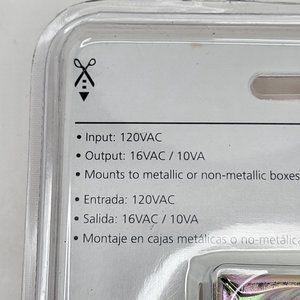 • Input: 120VAC
• Output: 16VAC / 10VA
• Mounts to metallic or non-metallic boxes
• Entrada: 120VAC
• Salida: 16VAC / 10VA
• Montaje en cajas metálicas o no-metálic